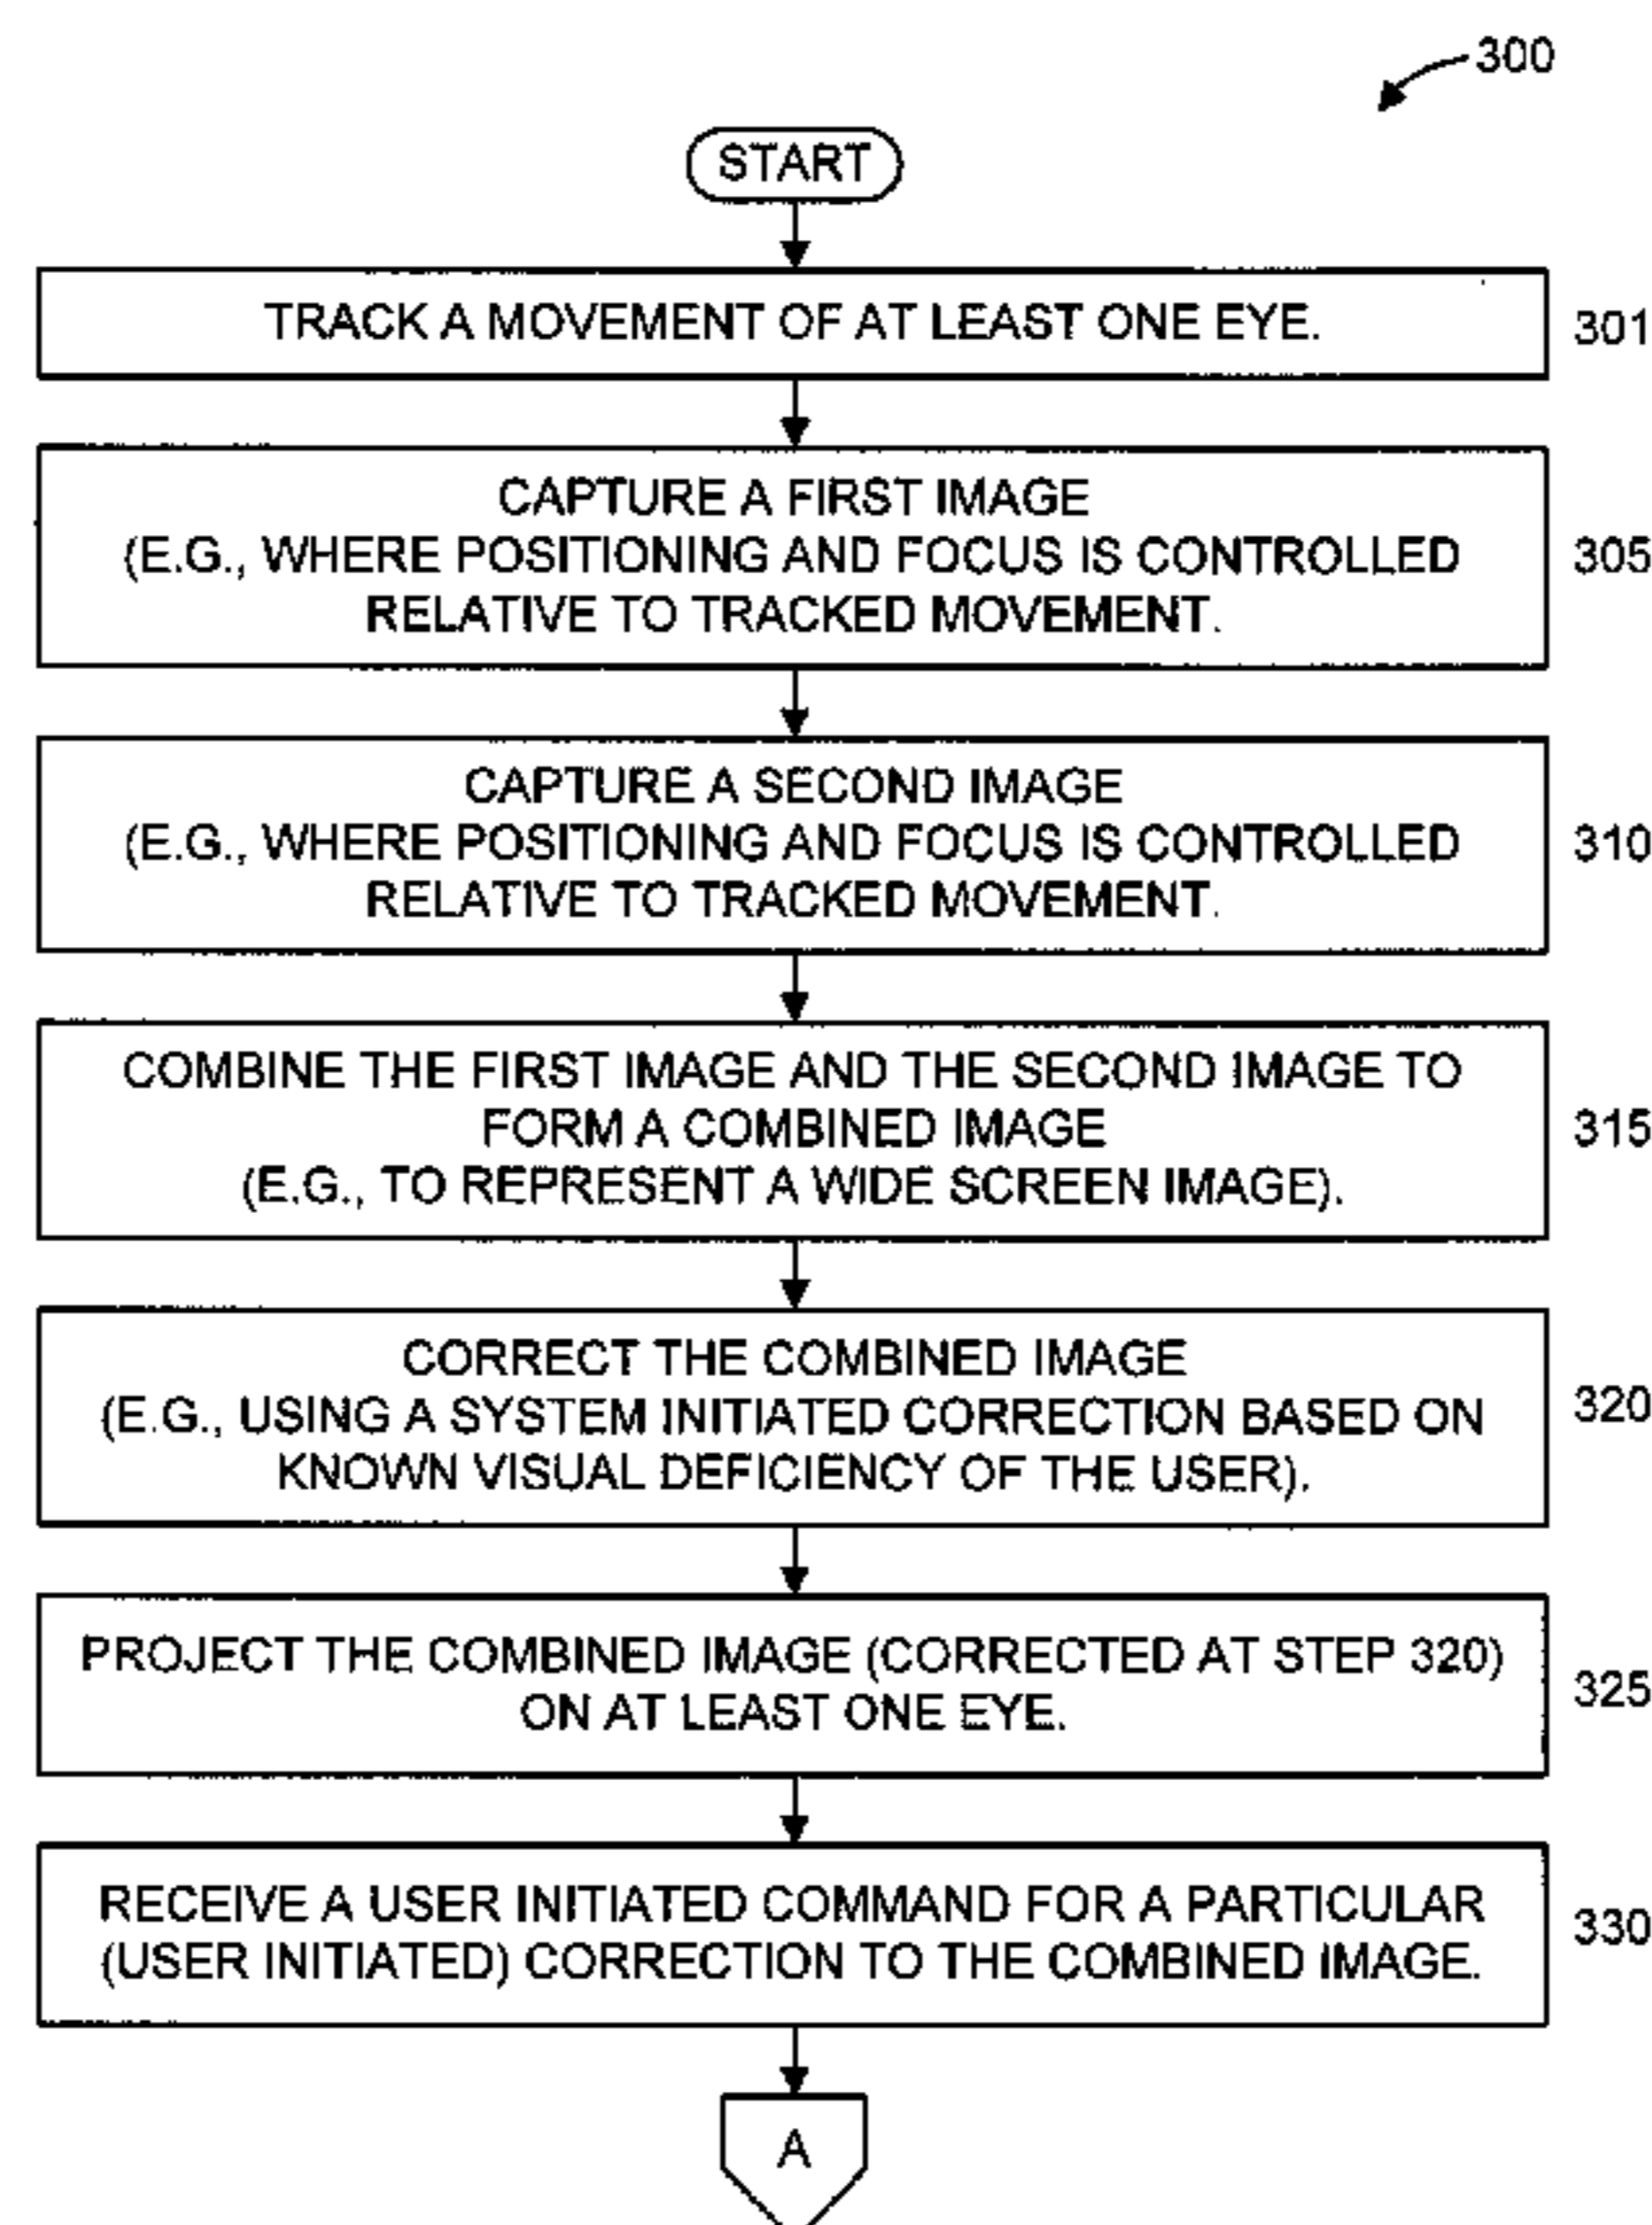 300
START
TRACK A MOVEMENT OF AT LEAST ONE EYE.
301
CAPTURE A FIRST IMAGE
(E.G., WHERE POSITIONING AND FOCUS IS CONTROLLED
RELATIVE TO TRACKED MOVEMENT.
305
CAPTURE A SECOND IMAGE
(E.G., WHERE POSITIONING AND FOCUS IS CONTROLLED
RELATIVE TO TRACKED MOVEMENT.
310
COMBINE THE FIRST IMAGE AND THE SECOND IMAGE TO
FORM A COMBINED IMAGE
(E.G., TO REPRESENT A WIDE SCREEN IMAGE).
315
CORRECT THE COMBINED IMAGE
(E.G., USING A SYSTEM INITIATED CORRECTION BASED ON
KNOWN VISUAL DEFICIENCY OF THE USER).
320
PROJECT THE COMBINED IMAGE (CORRECTED AT STEP 320)
ON AT LEAST ONE EYE.
325
RECEIVE A USER INITIATED COMMAND FOR A PARTICULAR
(USER INITIATED) CORRECTION TO THE COMBINED IMAGE.
330
A